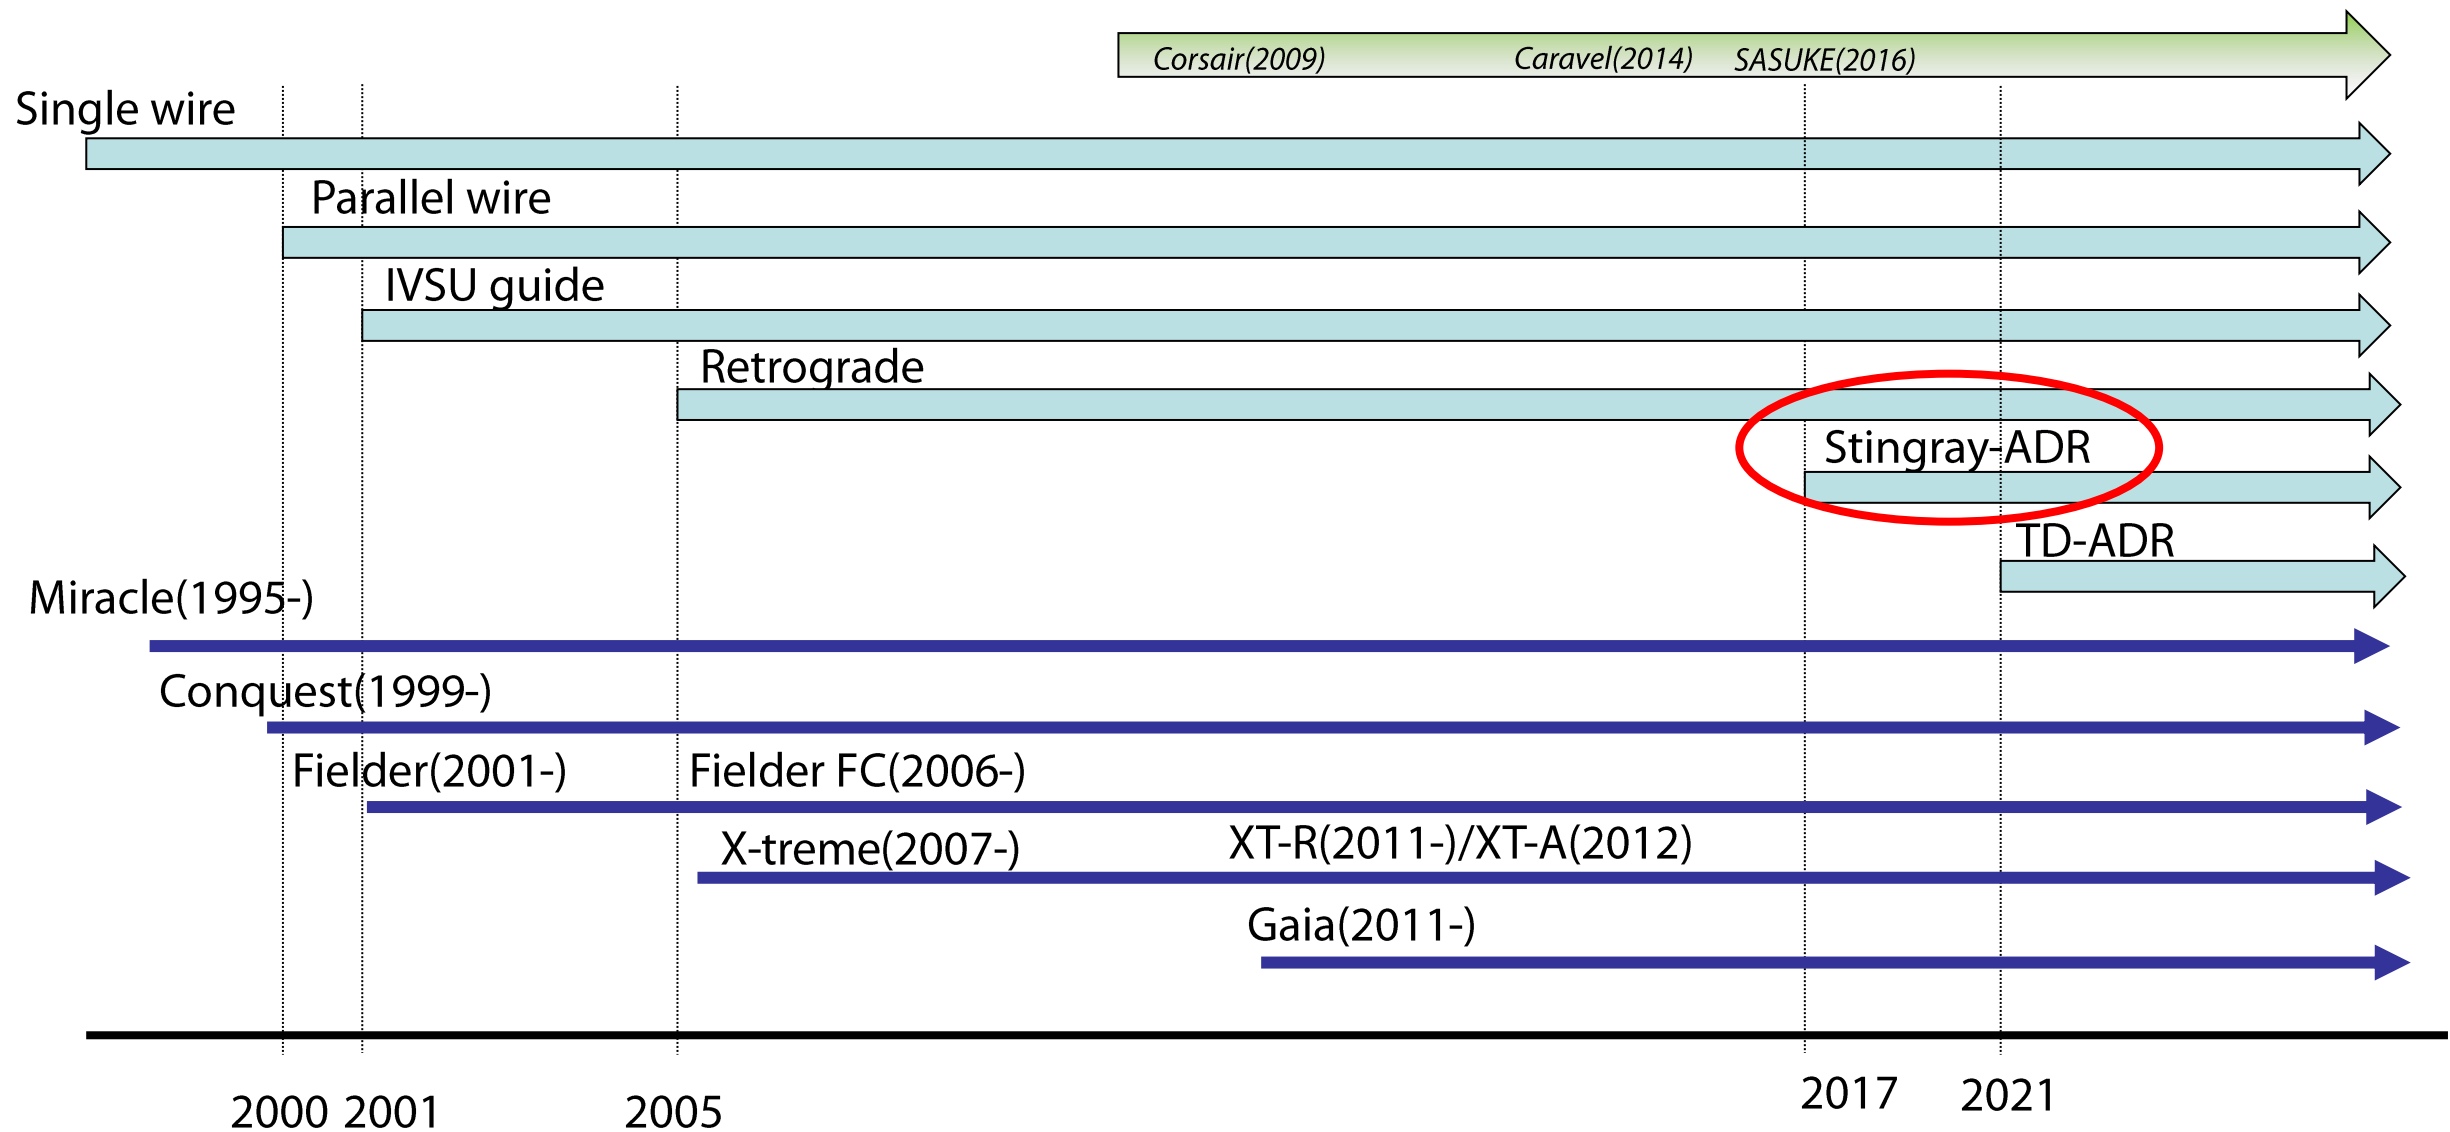 Corsair(2009) Caravel(2014) SASUKE(2016)
Single wire
Parallel wire
IVSU guide
Retrograde
Stingray-ADR
TD-ADR
Miracle(1995-)
Conquest(1999-)
Fielder(2001-) Fielder FC(2006-)
X-treme(2007-) XT-R(2011-)/XT-A(2012)
Gaia(2011-)
2000 2001 2005 2017 2021